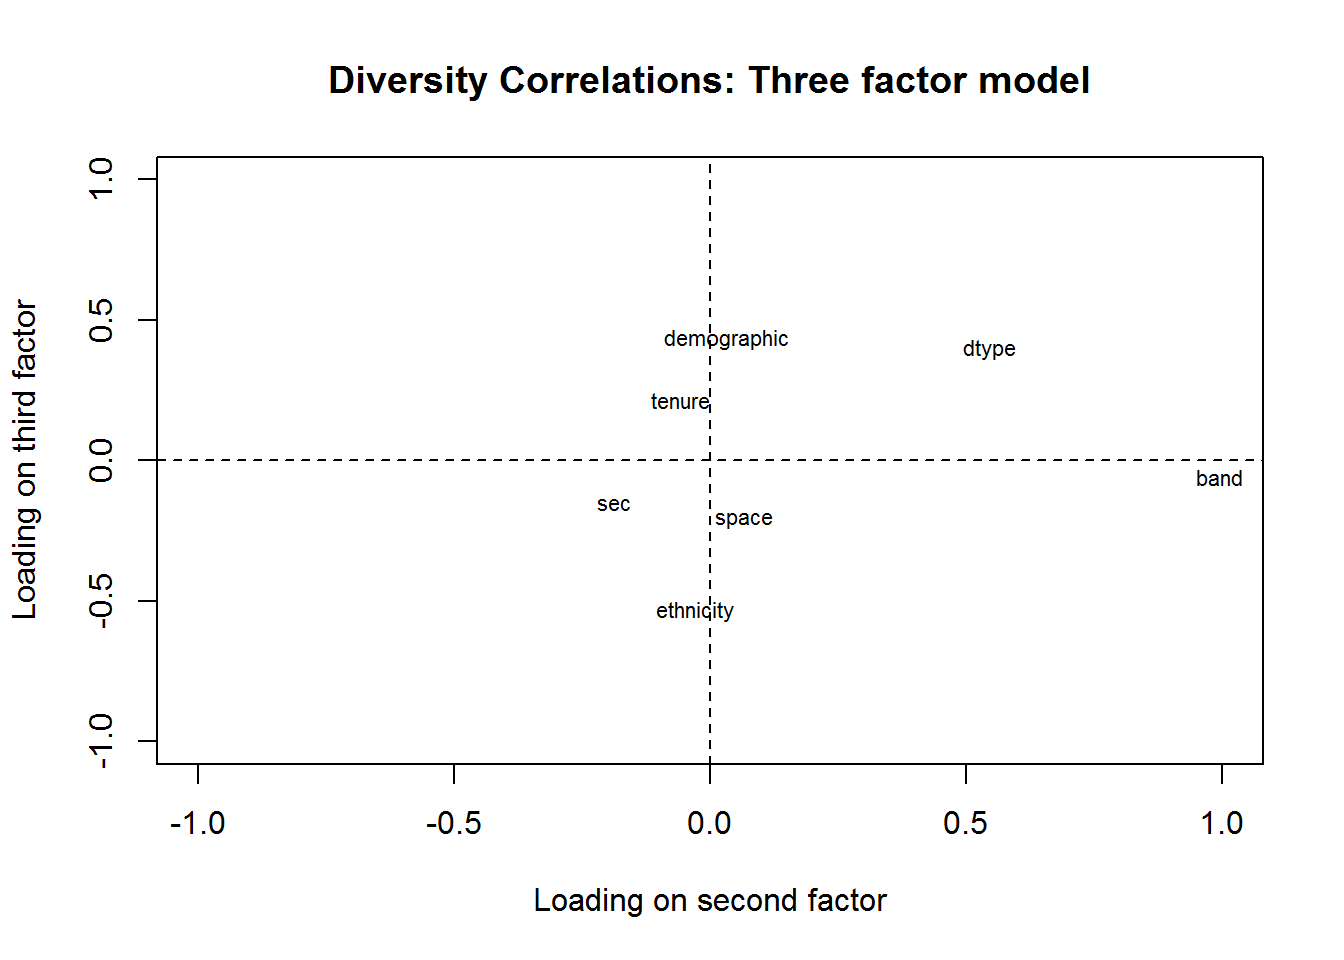 Diversity Correlations: Three factor model
Loading on third factor
1.0
0.5
0.0
-0.5
-1.0
demographic
dtype
tenure
band
sec
space
ethnicity
-1.0 -0.5 0.0 0.5 1.0
Loading on second factor